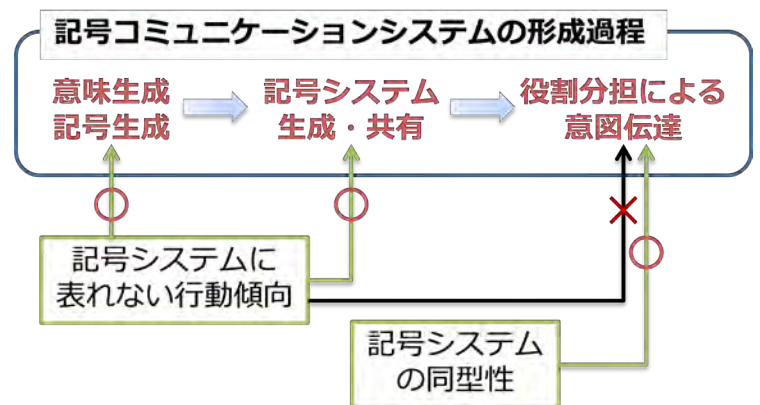 記号コミュニケーションシステムの形成過程
意味生成
記号生成
記号システム
生成・共有
役割分担による
意図伝達
記号システムに
表れない行動傾向
記号システム
の同型性